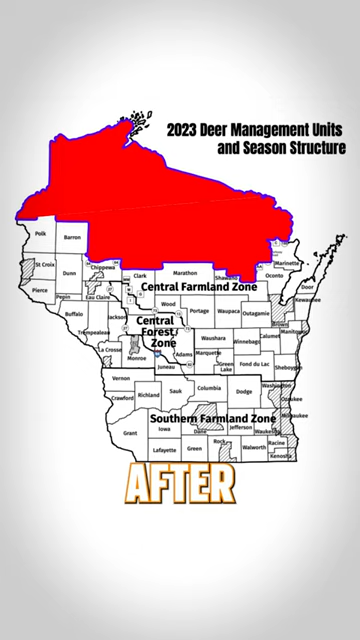 2023 Deer Management Units
and Season Structure
Polk
Barron
St Croix
Dunn
Chippewa
Clark
Marathon
Shawano
Oconto
Marinette
Door
Central Farmland Zone
Pierce
Pepin
Eau Claire
Kewaunee
Buffalo
Jackson
Wood
Portage
Waupaca
Outagamie
Brown
Trempealeau
Central
Forest
Zone
Waushara
Winnebago
Calumet
Manitowoc
La Crosse
Monroe
Adams
Marquette
Green
Lake
Fond du Lac
Sheboygan
Juneau
Vernon
Crawford
Richland
Sauk
Columbia
Dodge
Washington
Ozaukee
Southern Farmland Zone
Milwaukee
Grant
Iowa
Dane
Jefferson
Waukesha
Lafayette
Green
Rock
Walworth
Racine
Kenosha
AFTER